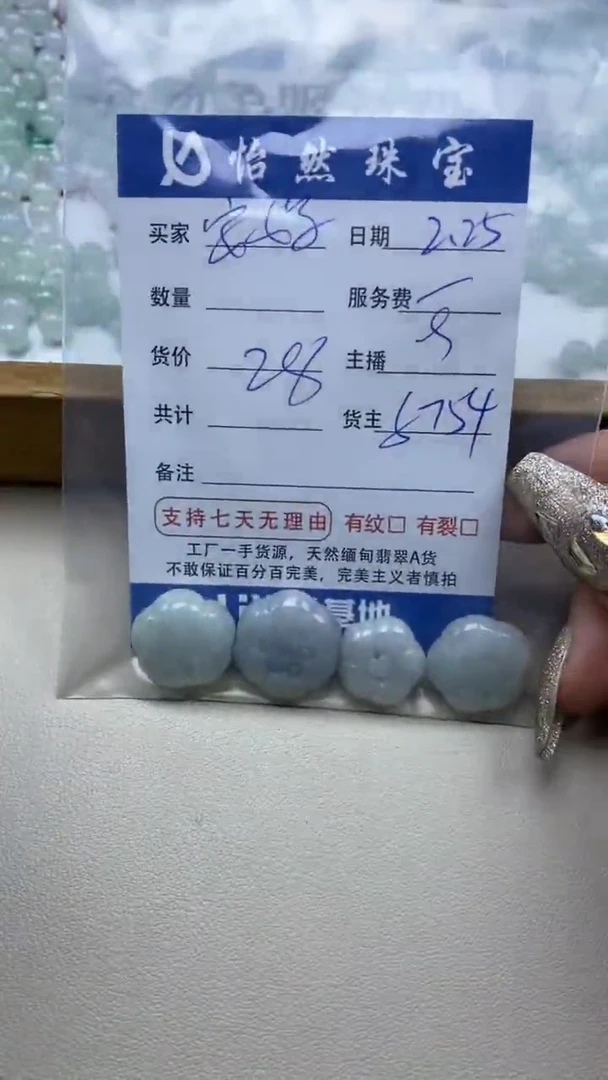 怡然珠宝
买家 日期 2.25
数量 服务费
货价 298 主播
共计 货主 6754
备注
支持七天无理由 有纹□ 有裂□
工厂一手货源，天然缅甸翡翠A货
不敢保证百分百完美，完美主义者慎拍
基地